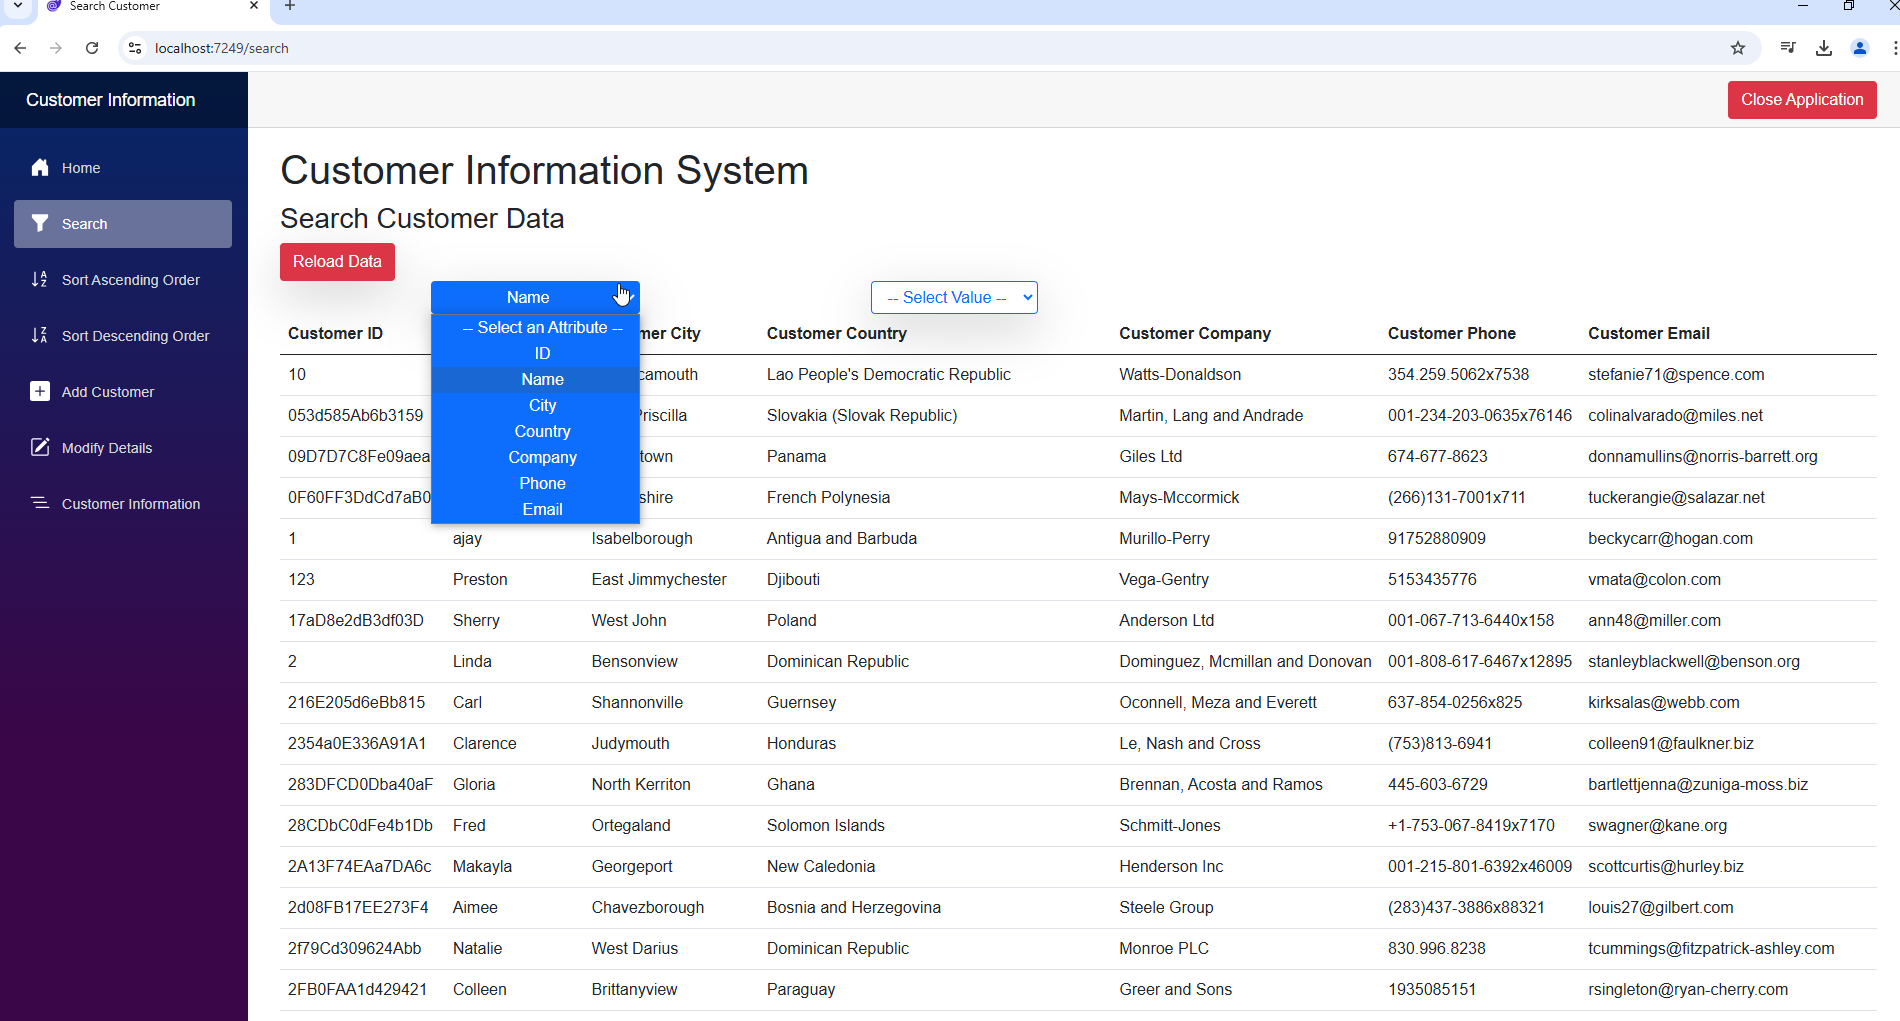 Search Customer
localhost:7249/search
Customer Information
Close Application
Home
Search
Sort Ascending Order
Sort Descending Order
Add Customer
Modify Details
Customer Information
Customer Information System
Search Customer Data
Reload Data
Name
-- Select Value --
-- Select an Attribute --
ID
Name
City
Country
Company
Phone
Email
Customer ID mer City Customer Country Customer Company Customer Phone Customer Email
10 camouth Lao People's Democratic Republic Watts-Donaldson 354.259.5062x7538 stefanie71@spence.com
053d585Ab6b3159 Priscilla Slovakia (Slovak Republic) Martin, Lang and Andrade 001-234-203-0635x76146 colinalvarado@miles.net
09D7D7C8Fe09aea town Panama Giles Ltd 674-677-8623 donnamullins@norris-barrett.org
0F60FF3DdCd7aB0 shire French Polynesia Mays-Mccormick (266)131-7001x711 tuckerangie@salazar.net
1 ajay Isabelborough Antigua and Barbuda Murillo-Perry 91752880909 beckycarr@hogan.com
123 Preston East Jimmychester Djibouti Vega-Gentry 5153435776 vmata@colon.com
17aD8e2dB3df03D Sherry West John Poland Anderson Ltd 001-067-713-6440x158 ann48@miller.com
2 Linda Bensonview Dominican Republic Dominguez, Mcmillan and Donovan 001-808-617-6467x12895 stanleyblackwell@benson.org
216E205d6eBb815 Carl Shannonville Guernsey Oconnell, Meza and Everett 637-854-0256x825 kirksalas@webb.com
2354a0E336A91A1 Clarence Judymouth Honduras Le, Nash and Cross (753)813-6941 colleen91@faulkner.biz
283DFCD0Dba40aF Gloria North Kerriton Ghana Brennan, Acosta and Ramos 445-603-6729 bartlettjenna@zuniga-moss.biz
28CDbC0dFe4b1Db Fred Ortegaland Solomon Islands Schmitt-Jones +1-753-067-8419x7170 swagner@kane.org
2A13F74EAa7DA6c Makayla Georgeport New Caledonia Henderson Inc 001-215-801-6392x46009 scottcurtis@hurley.biz
2d08FB17EE273F4 Aimee Chavezborough Bosnia and Herzegovina Steele Group (283)437-3886x88321 louis27@gilbert.com
2f79Cd309624Abb Natalie West Darius Dominican Republic Monroe PLC 830.996.8238 tcummings@fitzpatrick-ashley.com
2FB0FAA1d429421 Colleen Brittanyview Paraguay Greer and Sons 1935085151 rsingleton@ryan-cherry.com